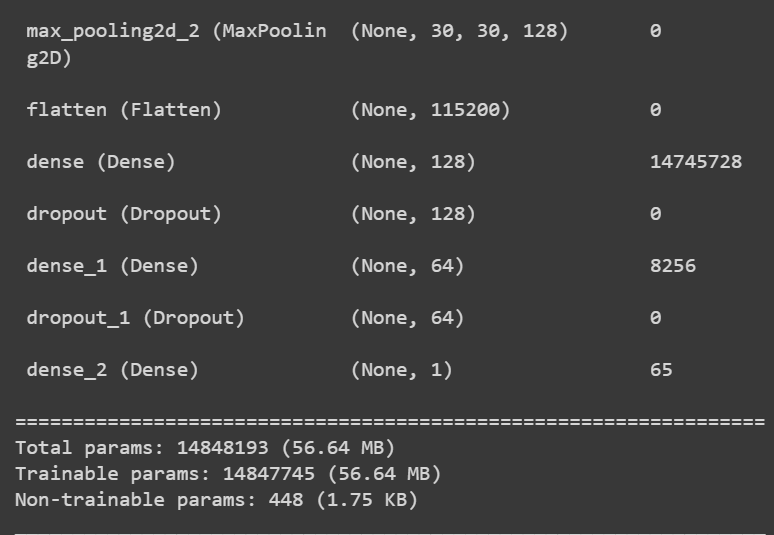 max_pooling2d_2 (MaxPoolin (None, 30, 30, 128) 0
g2D)
flatten (Flatten) (None, 115200) 0
dense (Dense) (None, 128) 14745728
dropout (Dropout) (None, 128) 0
dense_1 (Dense) (None, 64) 8256
dropout_1 (Dropout) (None, 64) 0
dense_2 (Dense) (None, 1) 65
=================================================================
Total params: 14848193 (56.64 MB)
Trainable params: 14847745 (56.64 MB)
Non-trainable params: 448 (1.75 KB)